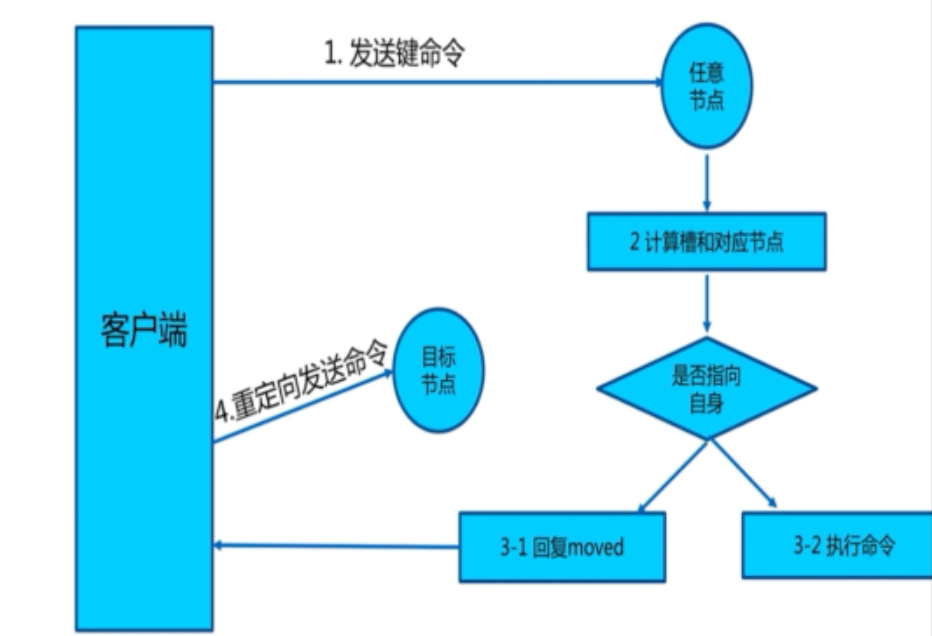 1. 发送键命令
任意
节点
2 计算槽和对应节点
客户端
4.重定向发送命令
目标
节点
是否指向
自身
3-1 回复moved
3-2 执行命令